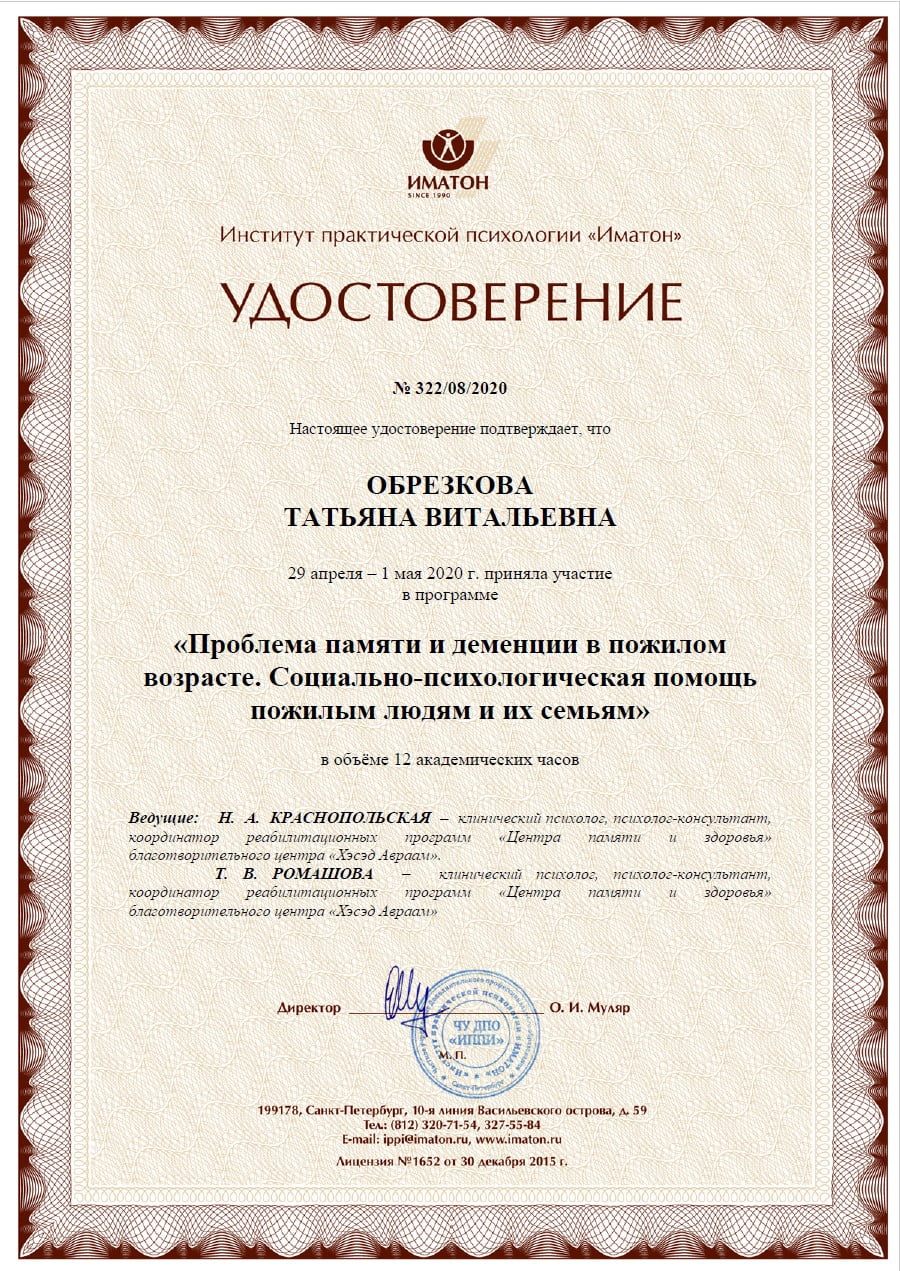 ИМАТОН
SINCE 1990
Институт практической психологии «Иматон»
УДОСТОВЕРЕНИЕ
№ 322/08/2020
Настоящее удостоверение подтверждает, что
ОБРЕЗКОВА
ТАТЬЯНА ВИТАЛЬЕВНА
29 апреля – 1 мая 2020 г. приняла участие
в программе
«Проблема памяти и деменции в пожилом
возрасте. Социально-психологическая помощь
пожилым людям и их семьям»
в объёме 12 академических часов
Ведущие: Н. А. КРАСНОПОЛЬСКАЯ – клинический психолог, психолог-консультант,
координатор реабилитационных программ «Центра памяти и здоровья»
благотворительного центра «Хэсэд Авраам».
Т. В. РОМАШОВА – клинический психолог, психолог-консультант,
координатор реабилитационных программ «Центра памяти и здоровья»
благотворительного центра «Хэсэд Авраам»
Директор О. И. Муляр
ЧУ ДПО
«ИППИ»
М. П.
Санкт-Петербург
199178, Санкт-Петербург, 10-я линия Васильевского острова, д. 59
Тел.: (812) 320-71-54, 327-55-84
E-mail: ippi@imaton.ru, www.imaton.ru
Лицензия №1652 от 30 декабря 2015 г.